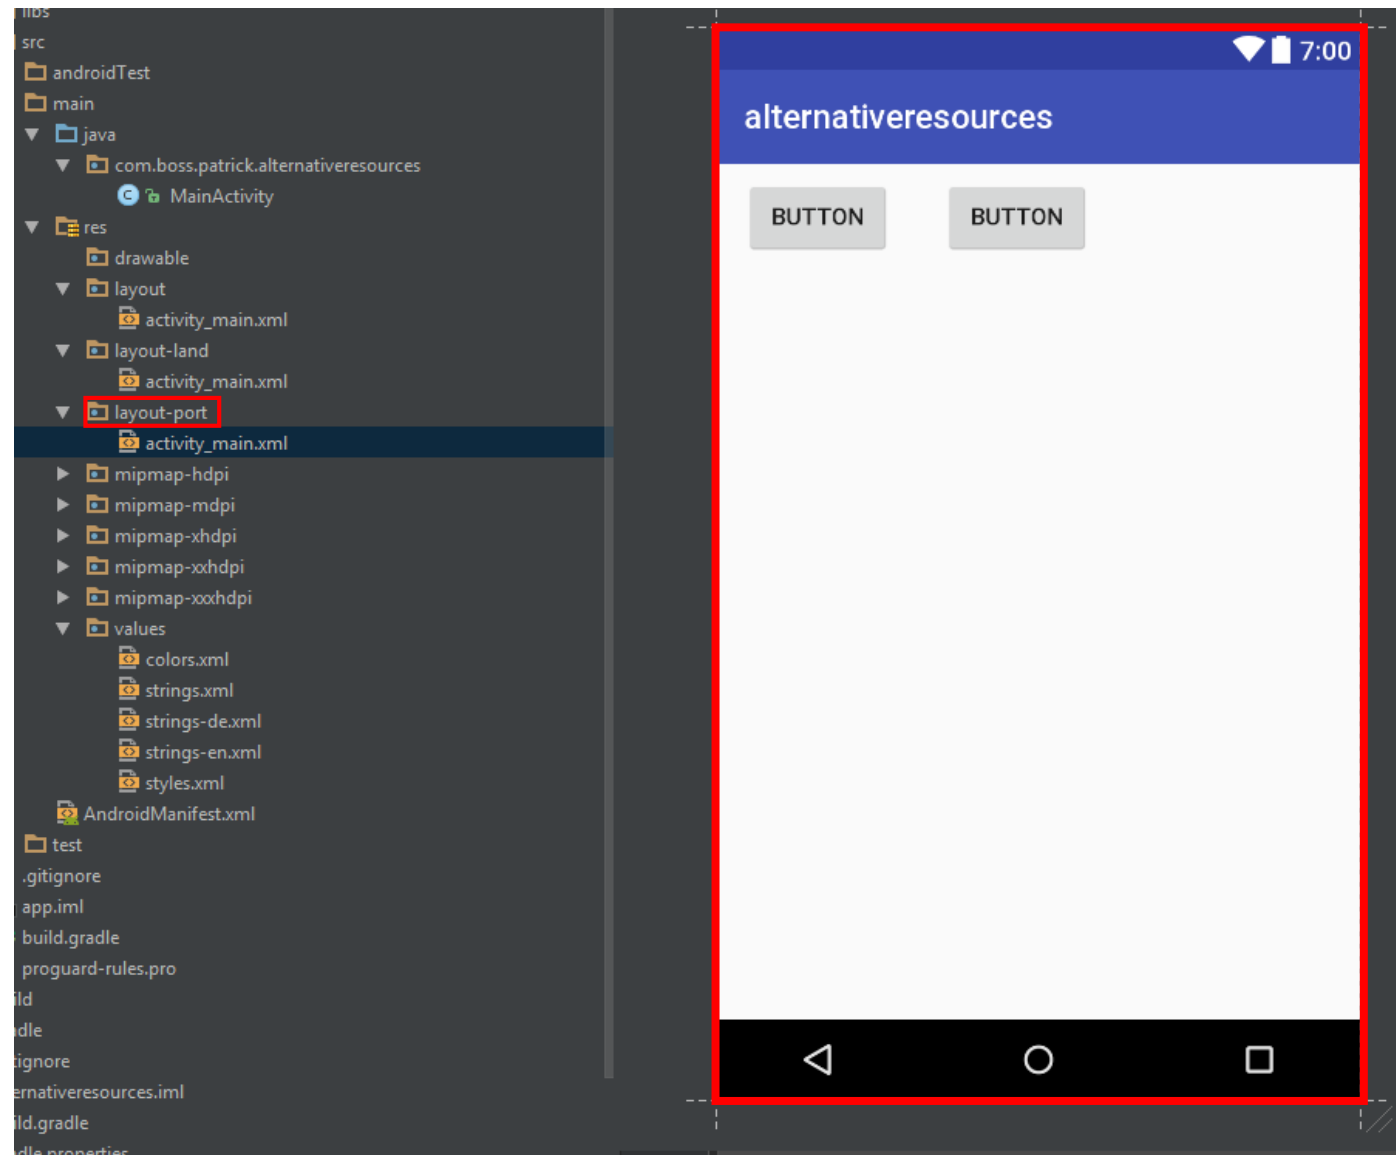 libs
src
androidTest
main
java
com.boss.patrick.alternativeresources
MainActivity
res
drawable
layout
activity_main.xml
layout-land
activity_main.xml
layout-port
activity_main.xml
mipmap-hdpi
mipmap-mdpi
mipmap-xhdpi
mipmap-xxhdpi
mipmap-xxxhdpi
values
colors.xml
strings.xml
strings-de.xml
strings-en.xml
styles.xml
AndroidManifest.xml
test
.gitignore
app.iml
build.gradle
proguard-rules.pro
ild
dle
tignore
ernativeresources.iml
ild.gradle
dle.properties
7:00
alternativeresources
BUTTON BUTTON